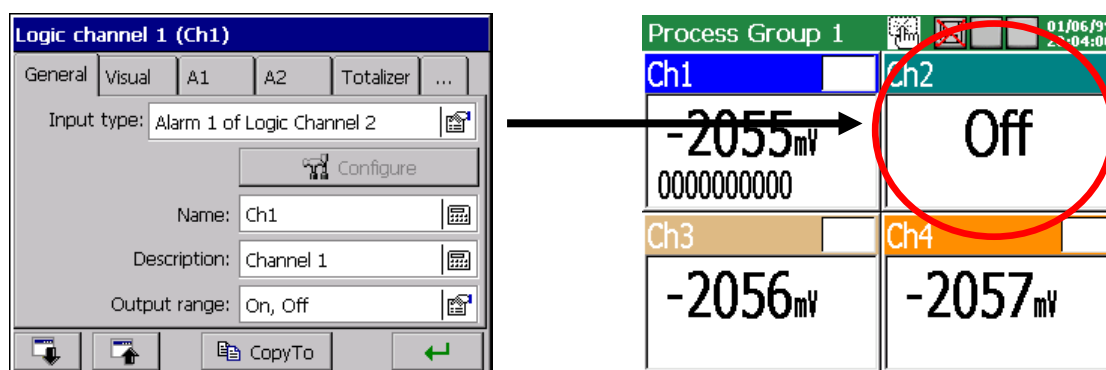 Logic channel 1 (Ch1)
General Visual A1 A2 Totalizer ...
Input type: Alarm 1 of Logic Channel 2
Configure
Name: Ch1
Description: Channel 1
Output range: On, Off
CopyTo
Process Group 1
Ch1
-2055mV
0000000000
Ch2
Off
Ch3
-2056mV
Ch4
-2057mV